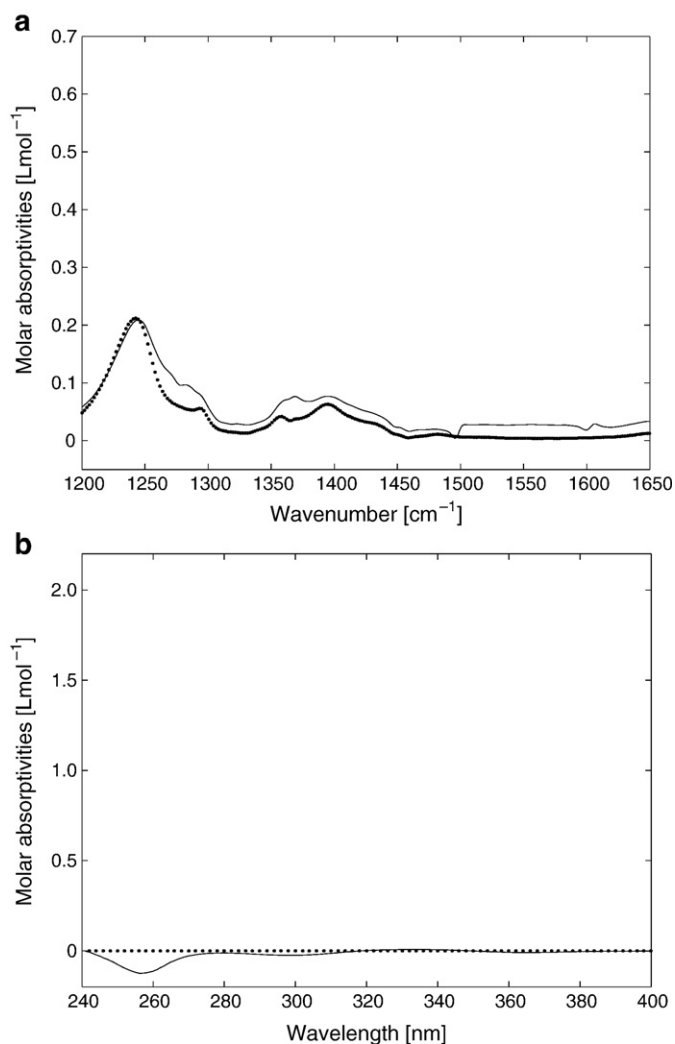 a
0.7
0.6
0.5
0.4
0.3
0.2
0.1
0
Molar absorptivities [Lmol⁻¹]
1200 1250 1300 1350 1400 1450 1500 1550 1600 1650
Wavenumber [cm⁻¹]
b
2.0
1.5
1.0
0.5
0
Molar absorptivities [Lmol⁻¹]
240 260 280 300 320 340 360 380 400
Wavelength [nm]